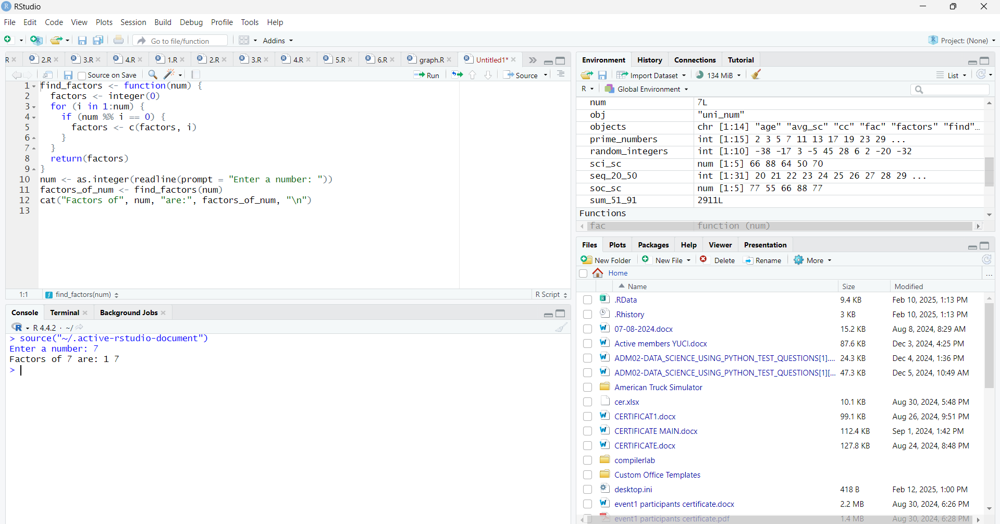 RStudio
File Edit Code View Plots Session Build Debug Profile Tools Help
Go to file/function Addins Project: (None)
R 2.R 3.R 4.R 1.R 2.R 3.R 4.R 5.R 6.R graph.R Untitled1*
Source on Save Run Source
1 find_factors <- function(num) {
2   factors <- integer(0)
3   for (i in 1:num) {
4     if (num %% i == 0) {
5       factors <- c(factors, i)
6     }
7   }
8   return(factors)
9 }
10 num <- as.integer(readline(prompt = "Enter a number: "))
11 factors_of_num <- find_factors(num)
12 cat("Factors of", num, "are:", factors_of_num, "\n")
13
1:1 find_factors(num) R Script
Console Terminal Background Jobs
R 4.4.2 · ~/
> source("~/.active-rstudio-document")
Enter a number: 7
Factors of 7 are: 1 7
>
Environment History Connections Tutorial
Import Dataset 134 MiB List
R Global Environment
num 7L
obj "uni_num"
objects chr [1:14] "age" "avg_sc" "cc" "fac" "factors" "find"…
prime_numbers int [1:15] 2 3 5 7 11 13 17 19 23 29 ...
random_integers int [1:10] -38 -17 3 -5 45 28 6 2 -20 -32
sci_sc num [1:5] 66 88 64 50 70
seq_20_50 int [1:31] 20 21 22 23 24 25 26 27 28 29 ...
soc_sc num [1:5] 77 55 66 88 77
sum_51_91 2911L
Functions
fac function (num)
Files Plots Packages Help Viewer Presentation
New Folder New File Delete Rename More
Home ...
Name Size Modified
.RData 9.4 KB Feb 10, 2025, 1:13 PM
.Rhistory 3 KB Feb 10, 2025, 1:13 PM
07-08-2024.docx 15.2 KB Aug 8, 2024, 8:29 AM
Active members YUCI.docx 87.6 KB Dec 3, 2024, 4:25 PM
ADM02-DATA_SCIENCE_USING_PYTHON_TEST_QUESTIONS[1].... 24.3 KB Dec 4, 2024, 1:36 PM
ADM02-DATA_SCIENCE_USING_PYTHON_TEST_QUESTIONS[1][... 47.3 KB Dec 5, 2024, 10:49 AM
American Truck Simulator
cer.xlsx 10.1 KB Aug 30, 2024, 5:48 PM
CERTIFICAT1.docx 99.1 KB Aug 26, 2024, 9:51 PM
CERTIFICATE MAIN.docx 112.4 KB Sep 1, 2024, 1:42 PM
CERTIFICATE.docx 127.8 KB Aug 24, 2024, 8:48 PM
compilerlab
Custom Office Templates
desktop.ini 418 B Feb 12, 2025, 1:00 PM
event1 participants certificate.docx 2.2 MB Aug 30, 2024, 6:26 PM
event1 participants certificate.pdf 1.4 MB Aug 30, 2024, 6:28 PM